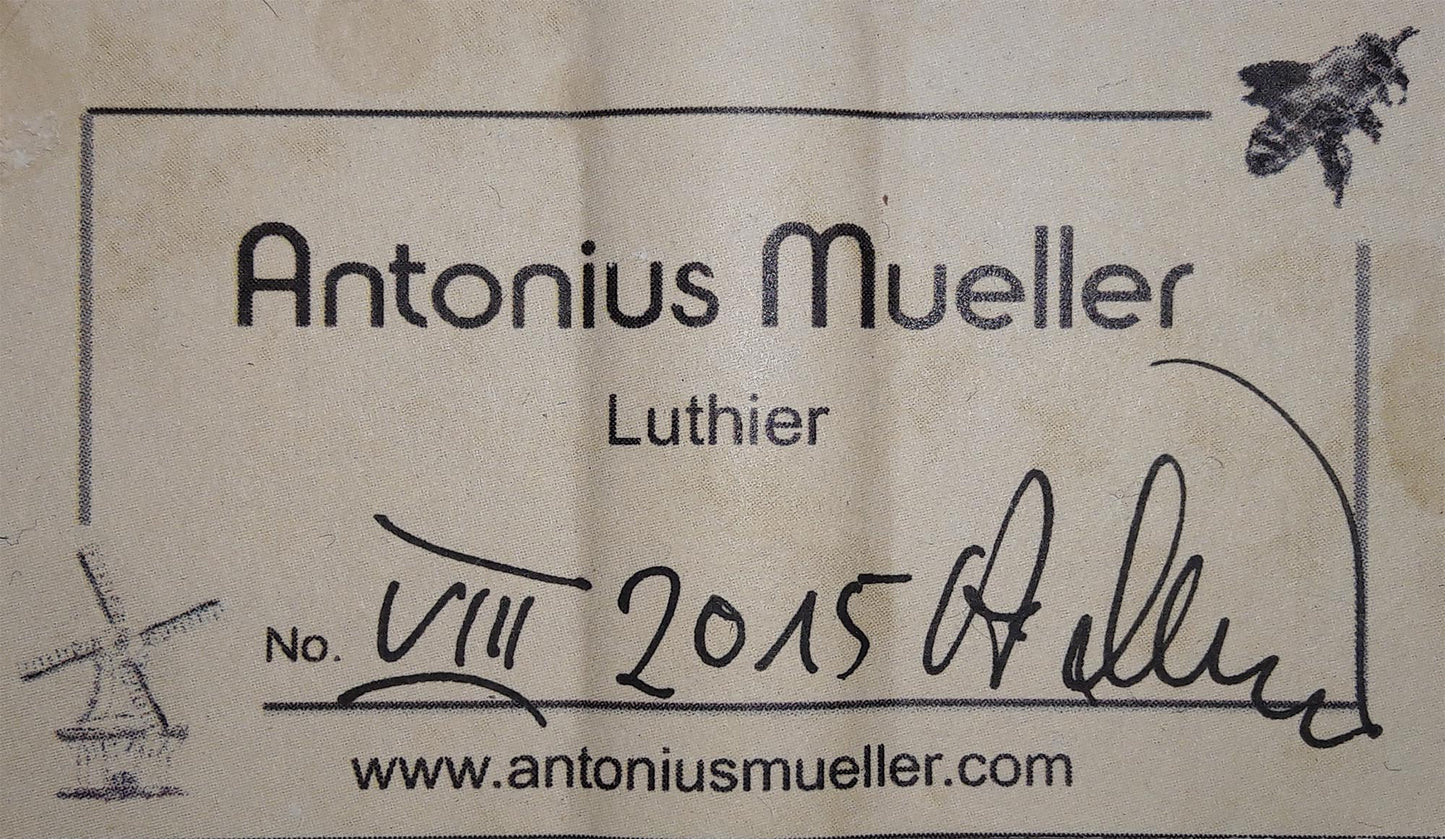 Antonius Mueller
Luthier
No. VIII 2015
www.antoniusmueller.com